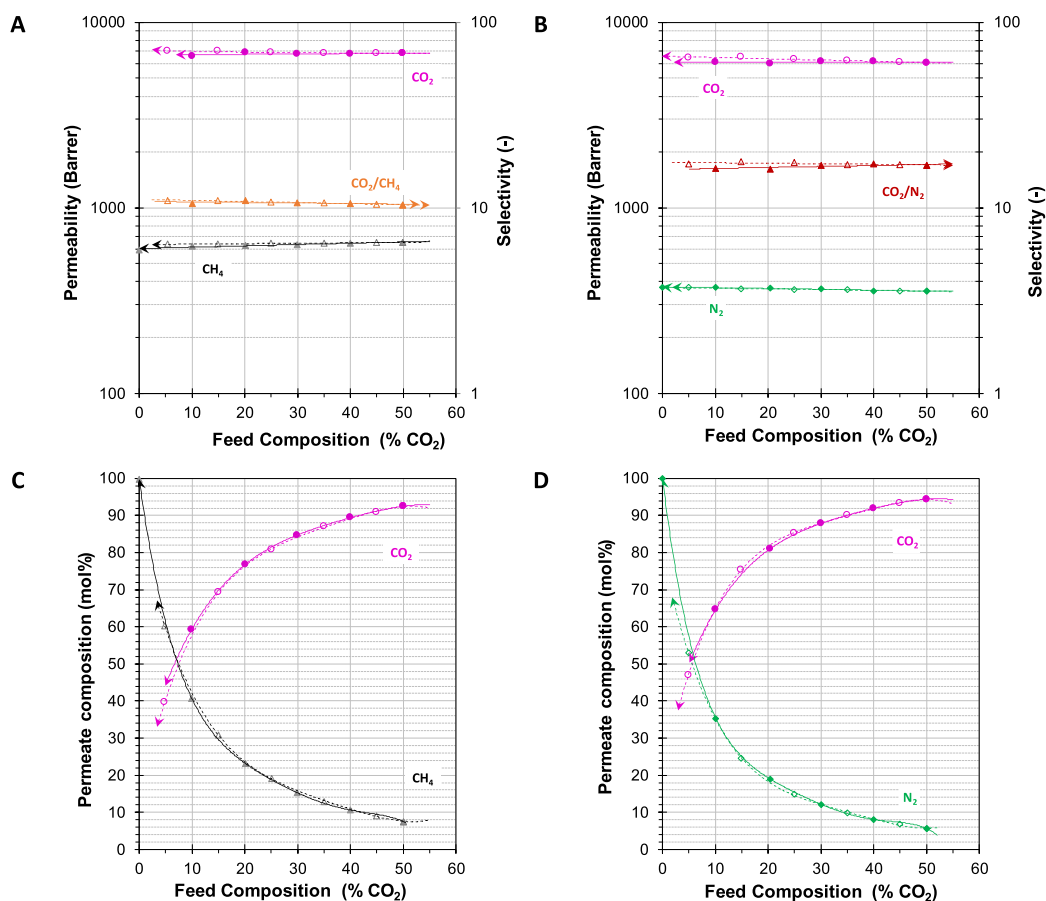 A
10000
1000
100
Permeability (Barrer)
100
10
1
Selectivity (-)
CO₂
CO₂/CH₄
CH₄
0 10 20 30 40 50 60
Feed Composition (% CO₂)
B
10000
1000
100
Permeability (Barrer)
100
10
1
Selectivity (-)
CO₂
CO₂/N₂
N₂
0 10 20 30 40 50 60
Feed Composition (% CO₂)
C
100
90
80
70
60
50
40
30
20
10
0
Permeate composition (mol%)
CO₂
CH₄
0 10 20 30 40 50 60
Feed Composition (% CO₂)
D
100
90
80
70
60
50
40
30
20
10
0
Permeate composition (mol%)
CO₂
N₂
0 10 20 30 40 50 60
Feed Composition (% CO₂)